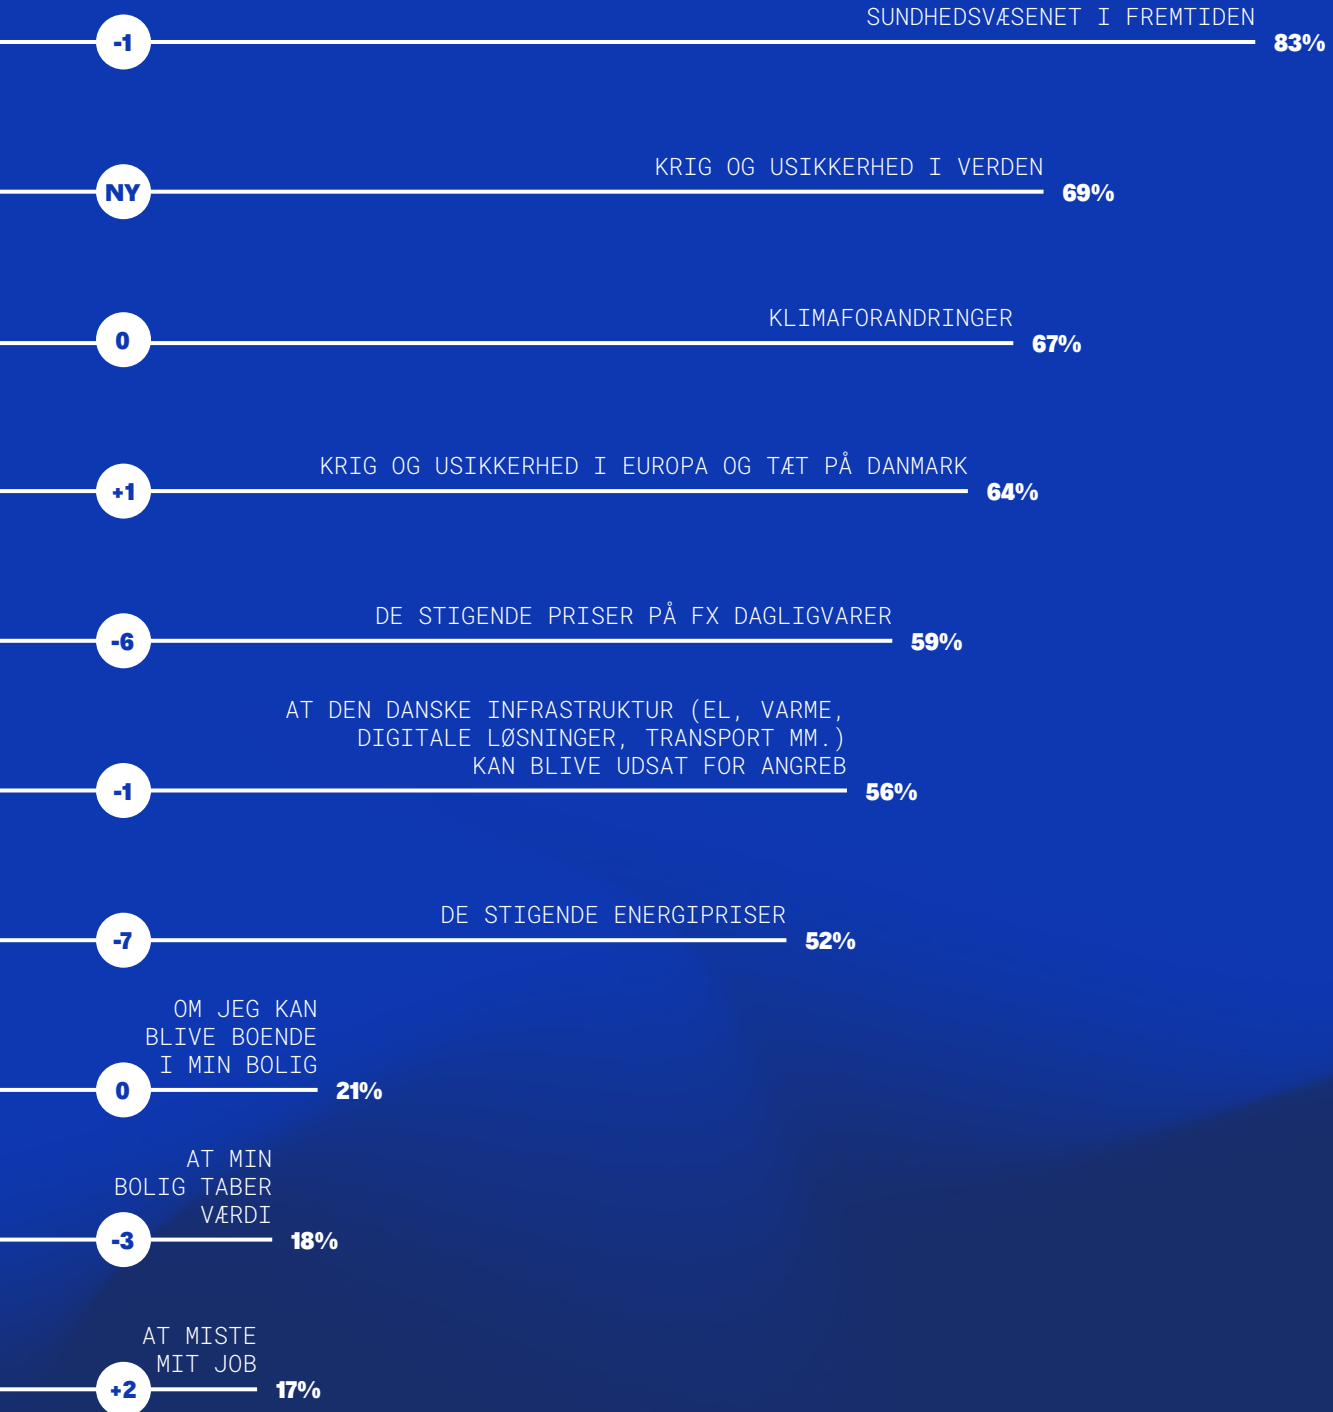 SUNDHEDSVÆSENET I FREMTIDEN
-1
83%
KRIG OG USIKKERHED I VERDEN
NY
69%
KLIMAFORANDRINGER
0
67%
KRIG OG USIKKERHED I EUROPA OG TÆT PÅ DANMARK
+1
64%
DE STIGENDE PRISER PÅ FX DAGLIGVARER
-6
59%
AT DEN DANSKE INFRASTRUKTUR (EL, VARME,
DIGITALE LØSNINGER, TRANSPORT MM.)
KAN BLIVE UDSAT FOR ANGREB
-1
56%
DE STIGENDE ENERGIPRISER
-7
52%
OM JEG KAN
BLIVE BOENDE
I MIN BOLIG
0
21%
AT MIN
BOLIG TABER
VÆRDI
-3
18%
AT MISTE
MIT JOB
+2
17%